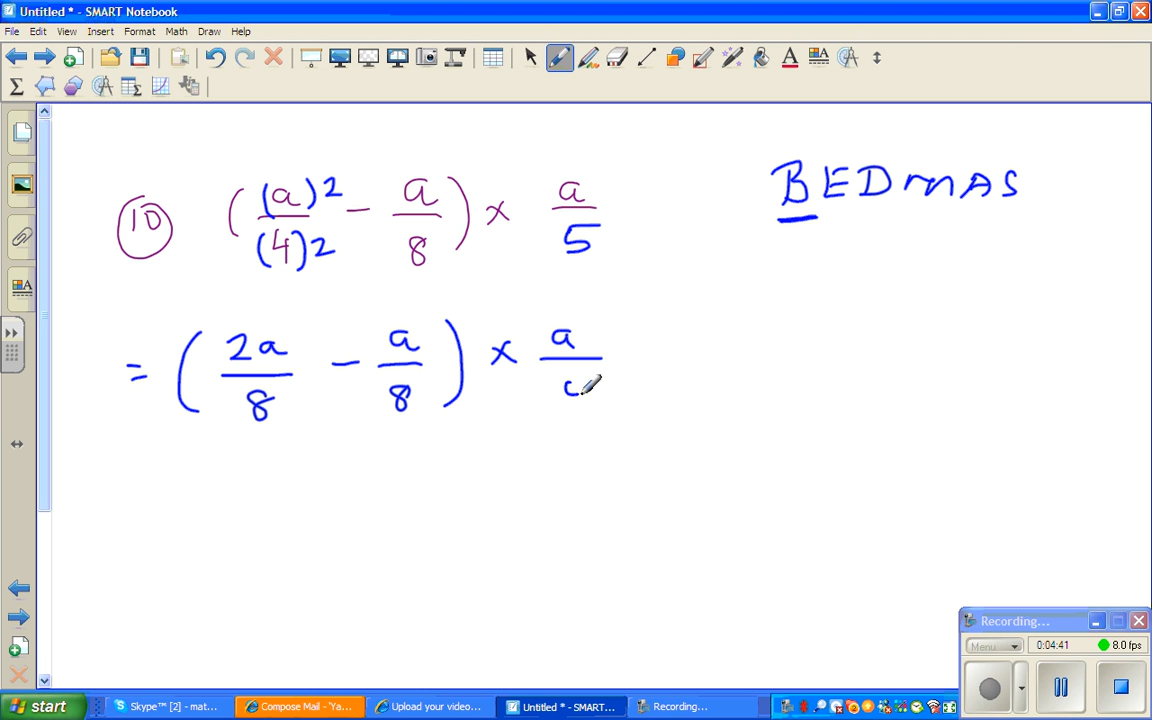 Untitled * - SMART Notebook
File Edit View Insert Format Math Draw Help
BEDMAS
10 ( (a)2 / (4)2 - a / 8 ) × a / 5
= ( 2a / 8 - a / 8 ) × a /
Recording...
Menu 0:04:41 8.0 fps
start Skype™ [2] - mat... Compose Mail - 'Ya... Upload your video... Untitled * - SMART... Recording...